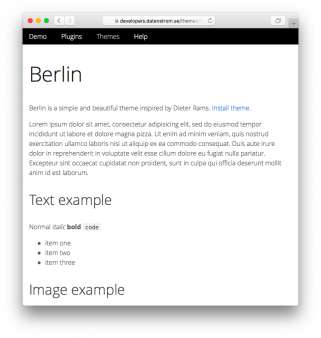 developers.datenstrom.se/themes
Demo Plugins Themes Help
Berlin
Berlin is a simple and beautiful theme inspired by Dieter Rams. Install theme.
Lorem ipsum dolor sit amet, consectetur adipisicing elit, sed do eiusmod tempor
incididunt ut labore et dolore magna pizza. Ut enim ad minim veniam, quis nostrud
exercitation ullamco laboris nisi ut aliquip ex ea commodo consequat. Duis aute irure
dolor in reprehenderit in voluptate velit esse cillum dolore eu fugiat nulla pariatur.
Excepteur sint occaecat cupidatat non proident, sunt in culpa qui officia deserunt mollit
anim id est laborum.
Text example
Normal italic bold code
item one
item two
item three
Image example